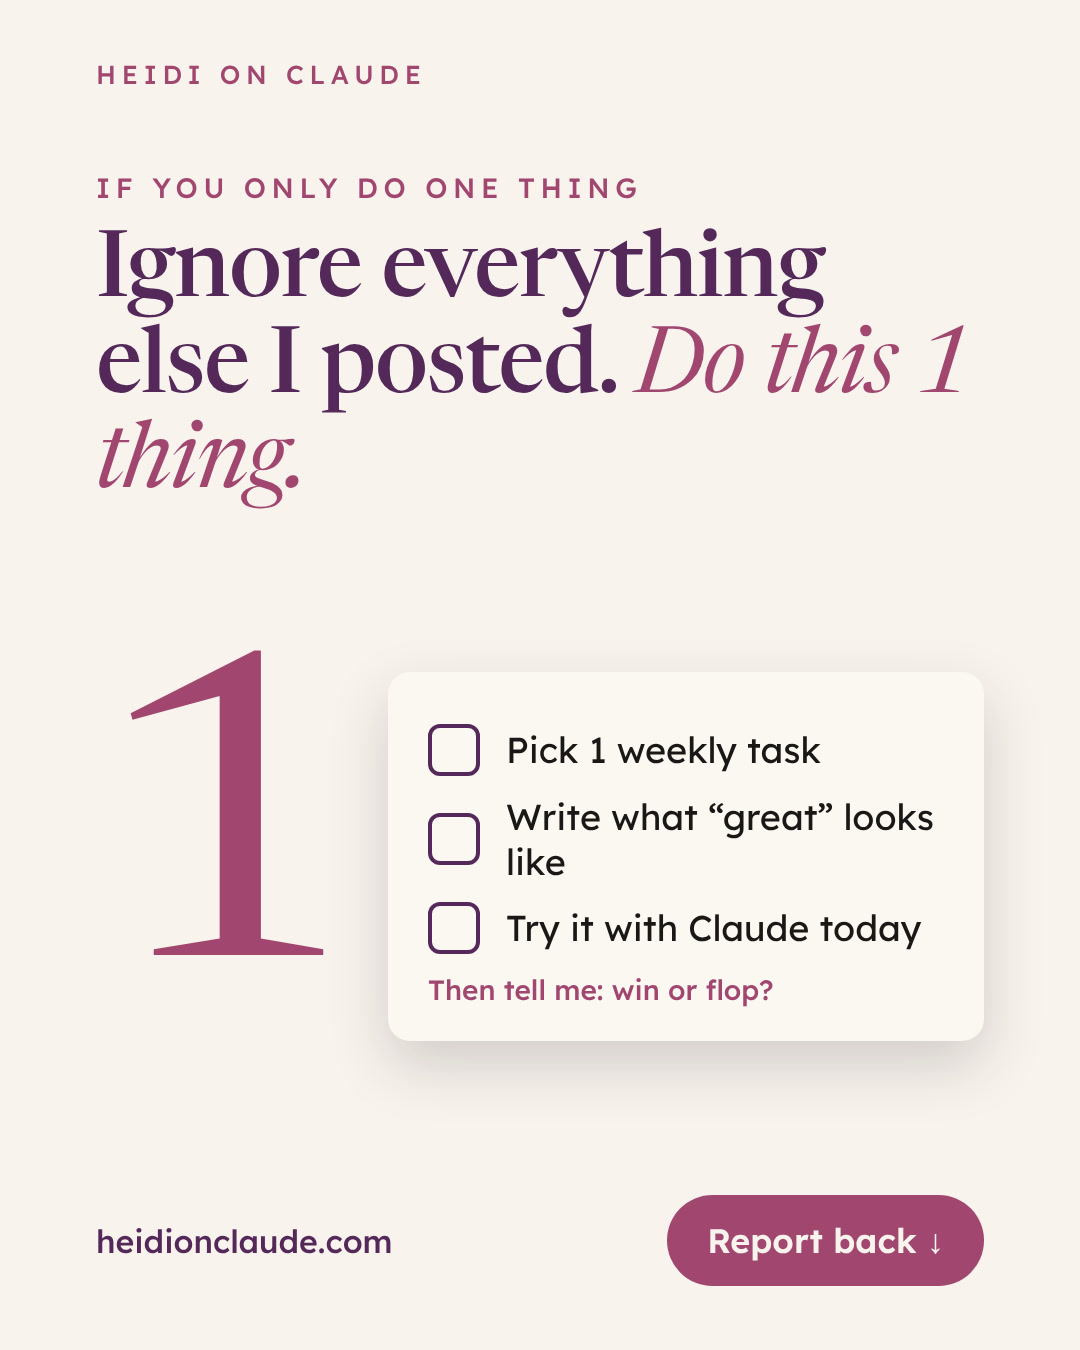 HEIDI ON CLAUDE
IF YOU ONLY DO ONE THING
Ignore everything
else I posted. Do this 1
thing.
1
Pick 1 weekly task
Write what “great” looks
like
Try it with Claude today
Then tell me: win or flop?
heidionclaude.com
Report back ↓